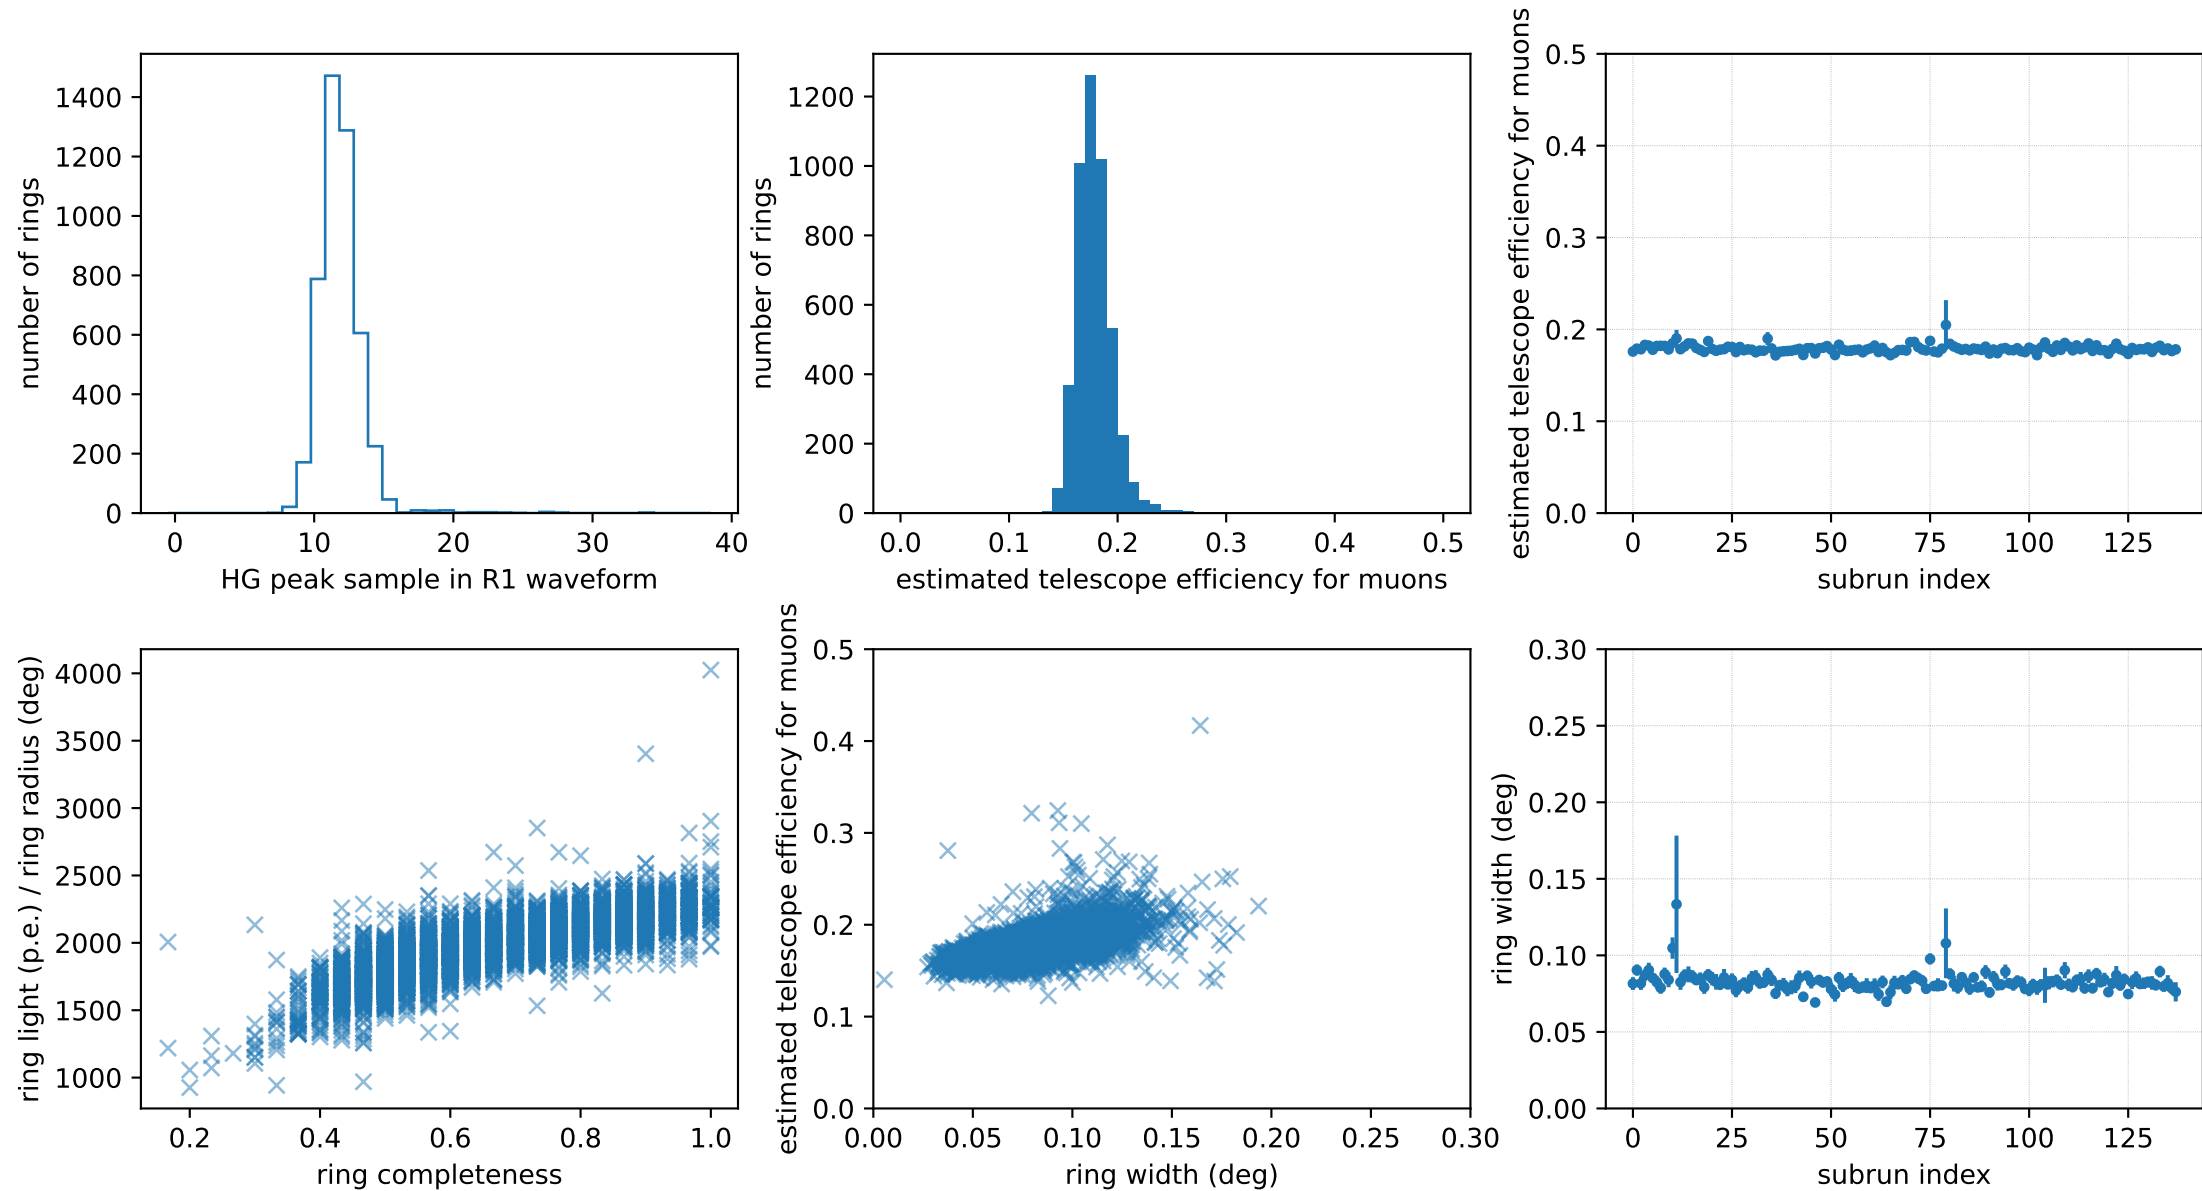 number of rings
1400
1200
1000
800
600
400
200
0
0 10 20 30 40
HG peak sample in R1 waveform
number of rings
1200
1000
800
600
400
200
0
0.0 0.1 0.2 0.3 0.4 0.5
estimated telescope efficiency for muons
estimated telescope efficiency for muons
0.5
0.4
0.3
0.2
0.1
0.0
0 25 50 75 100 125
subrun index
ring light (p.e.) / ring radius (deg)
4000
3500
3000
2500
2000
1500
1000
0.2 0.4 0.6 0.8 1.0
ring completeness
estimated telescope efficiency for muons
0.5
0.4
0.3
0.2
0.1
0.0
0.00 0.05 0.10 0.15 0.20 0.25 0.30
ring width (deg)
ring width (deg)
0.30
0.25
0.20
0.15
0.10
0.05
0.00
0 25 50 75 100 125
subrun index